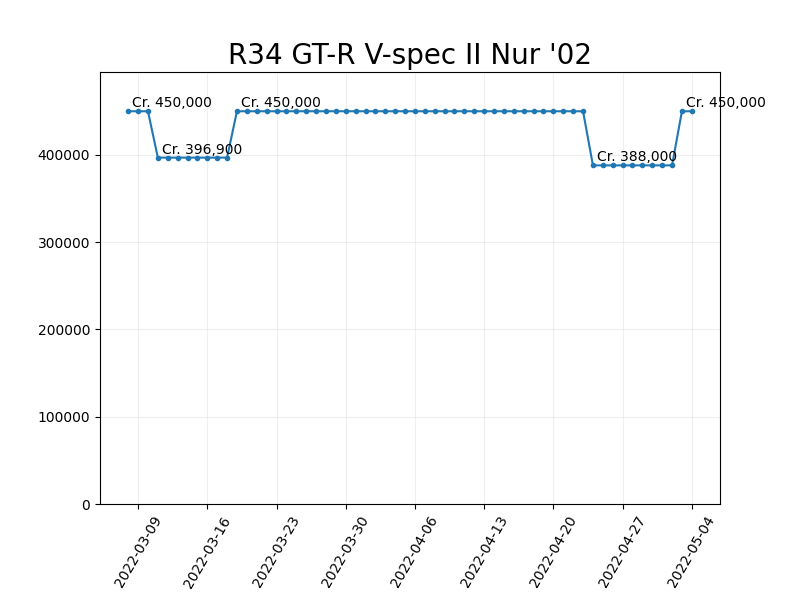 R34 GT-R V-spec II Nur '02
Cr. 450,000
Cr. 450,000
Cr. 450,000
Cr. 396,900
Cr. 388,000
400000
300000
200000
100000
0
2022-03-09
2022-03-16
2022-03-23
2022-03-30
2022-04-06
2022-04-13
2022-04-20
2022-04-27
2022-05-04